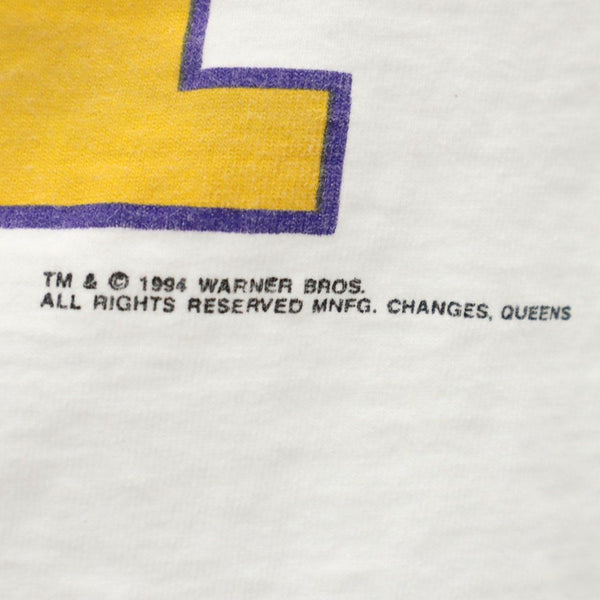 TM & © 1994 WARNER BROS.
ALL RIGHTS RESERVED MNFG. CHANGES, QUEENS